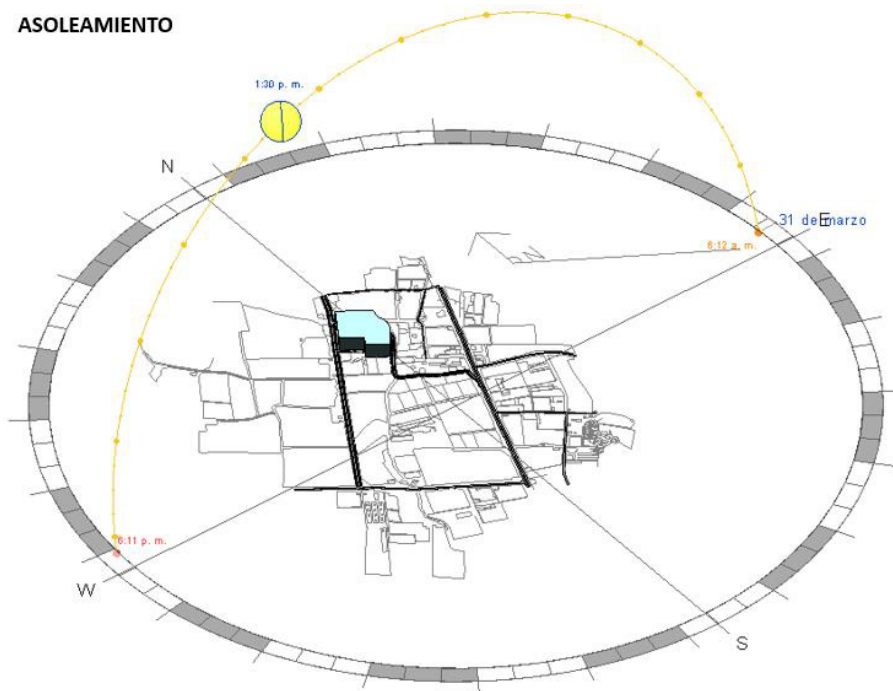 ASOLEAMIENTO
1:30 p. m.
N
31 de marzo
E
6:12 a. m.
N
6:11 p. m.
W
S